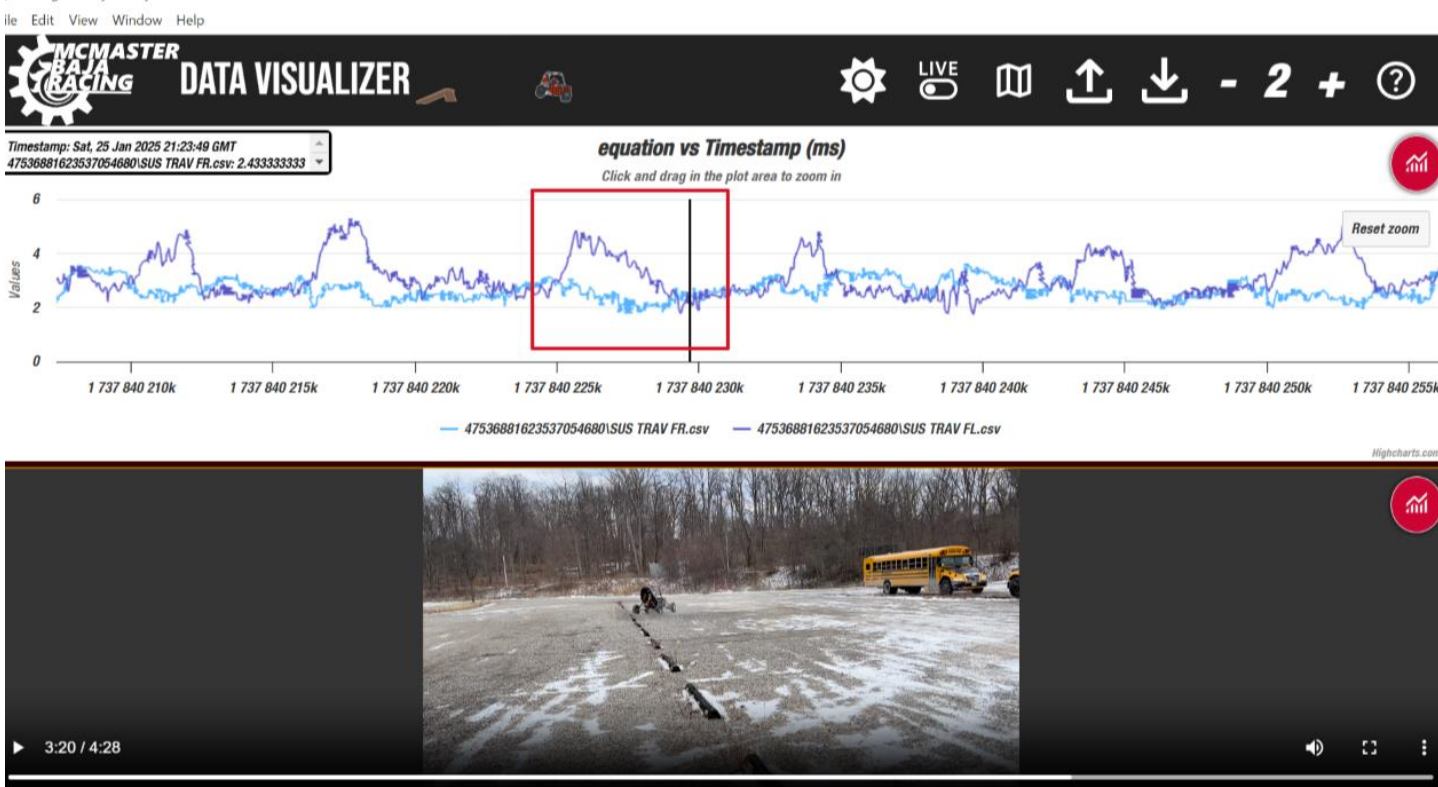 ile Edit View Window Help
MCMASTER
BAJA
RACING
DATA VISUALIZER
LIVE
- 2 + ?
Timestamp: Sat, 25 Jan 2025 21:23:49 GMT
47536881623537054680\SUS TRAV FR.csv: 2.433333333
equation vs Timestamp (ms)
Click and drag in the plot area to zoom in
Reset zoom
Values
6
4
2
0
1 737 840 210k 1 737 840 215k 1 737 840 220k 1 737 840 225k 1 737 840 230k 1 737 840 235k 1 737 840 240k 1 737 840 245k 1 737 840 250k 1 737 840 255k
47536881623537054680\SUS TRAV FR.csv 47536881623537054680\SUS TRAV FL.csv
Highcharts.com
3:20 / 4:28